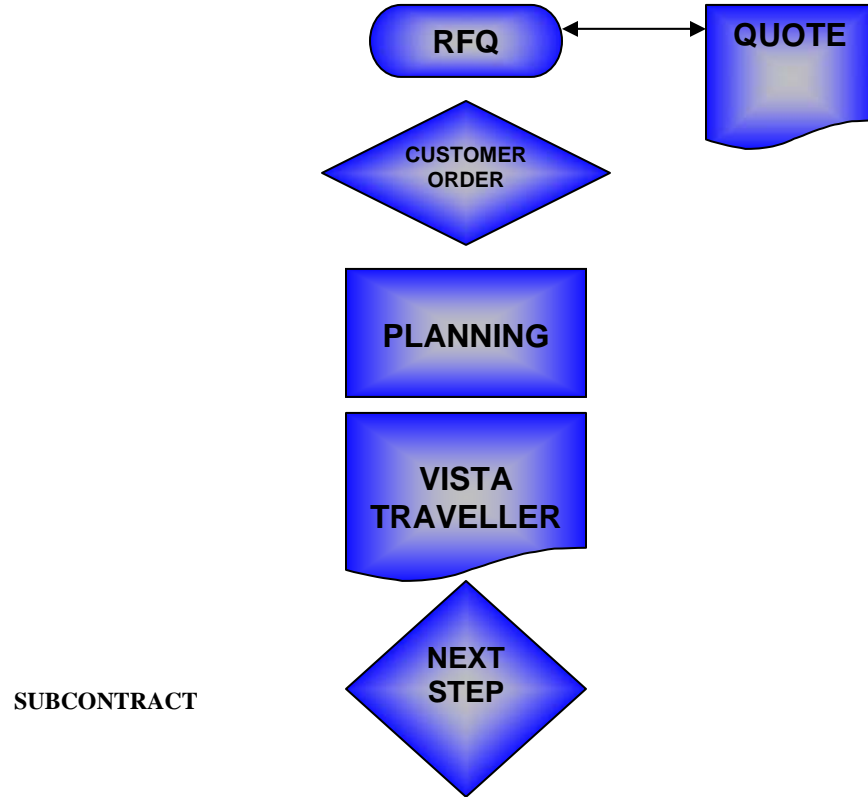 RFQ
QUOTE
CUSTOMER
ORDER
PLANNING
VISTA
TRAVELLER
NEXT
STEP
SUBCONTRACT